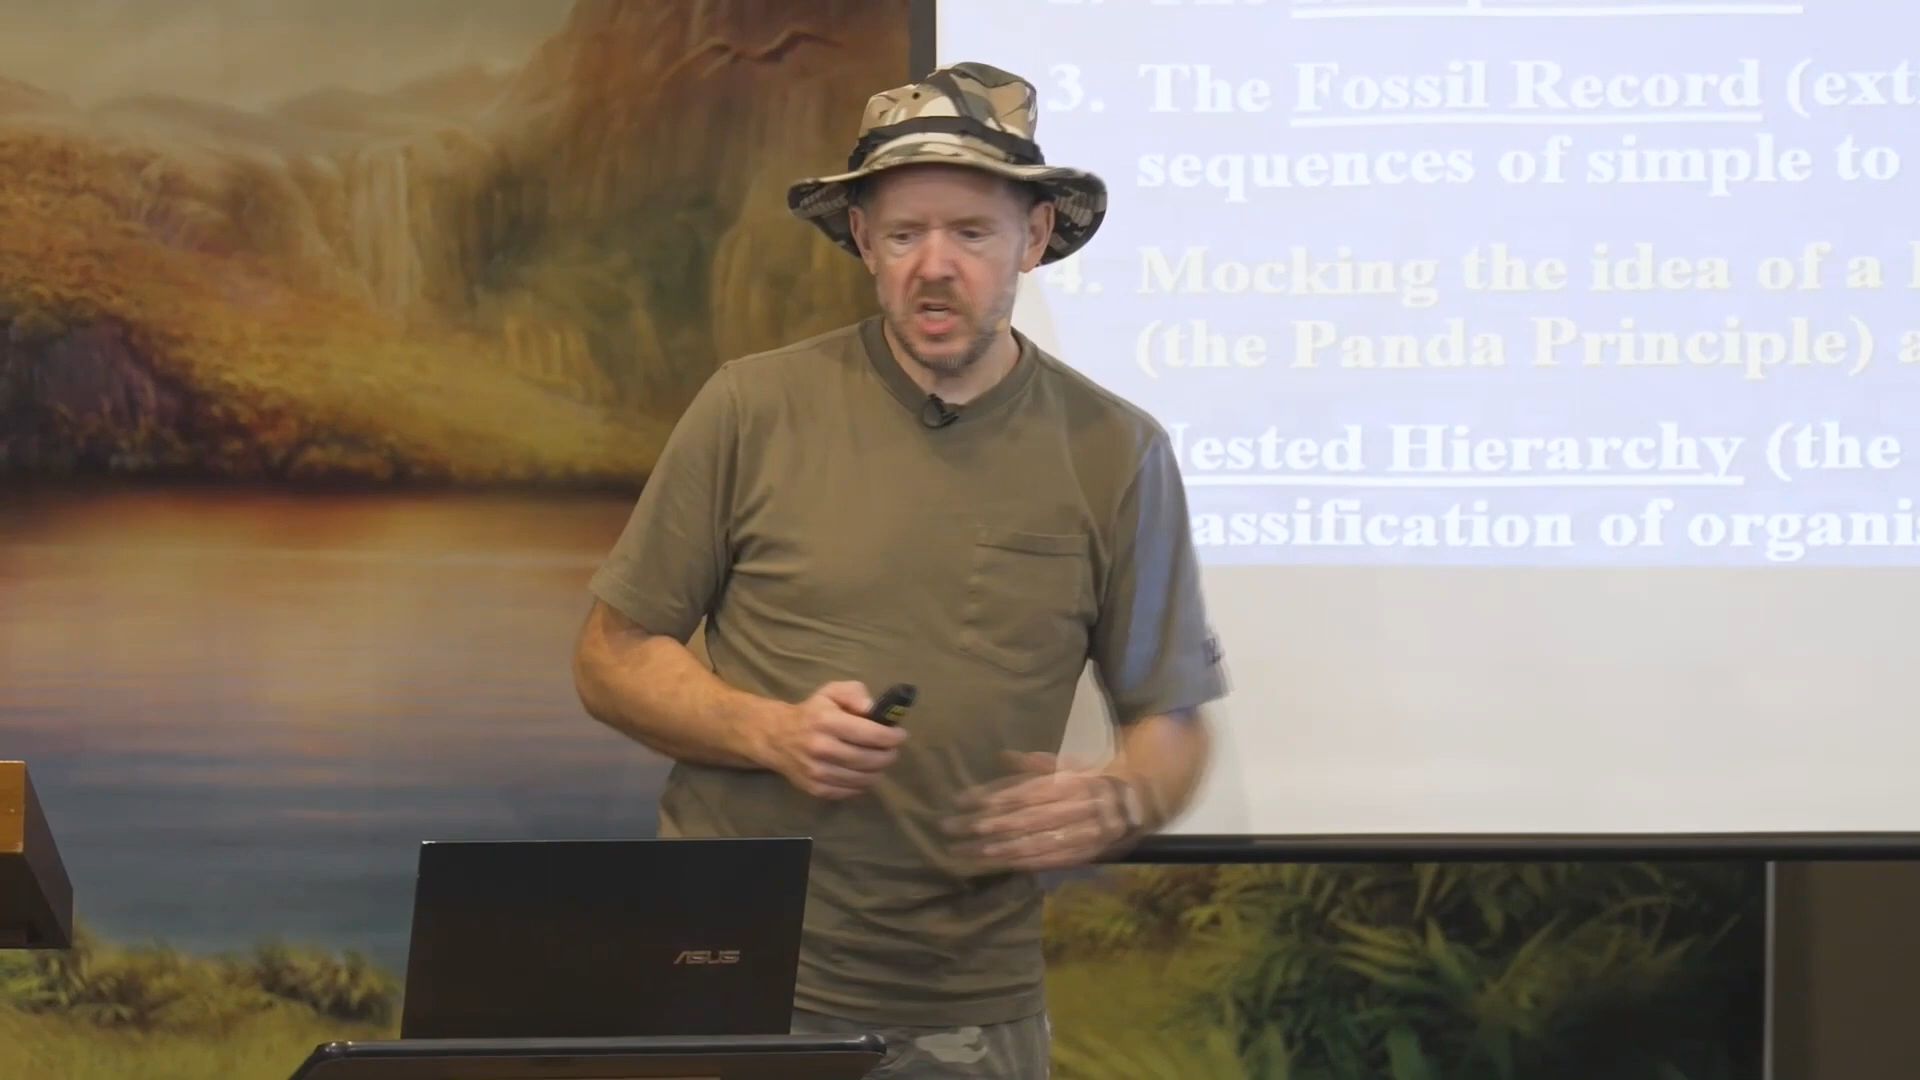 3. The Fossil Record (ext
sequences of simple to
4. Mocking the idea of a
(the Panda Principle) a
Nested Hierarchy (the
assification of organis
ASUS